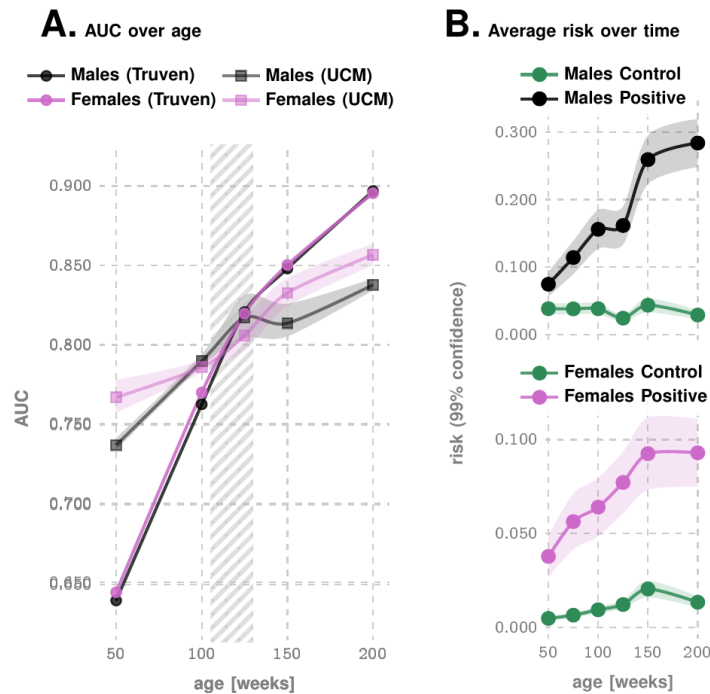 A. AUC over age
Males (Truven)
Females (Truven)
Males (UCM)
Females (UCM)
0.900
0.850
0.800
0.750
0.700
0.650
AUC
50
100
150
200
age [weeks]
B. Average risk over time
Males Control
Males Positive
0.300
0.200
0.100
0.000
risk (99% confidence)
Females Control
Females Positive
0.100
0.050
0.000
50
100
150
200
age [weeks]